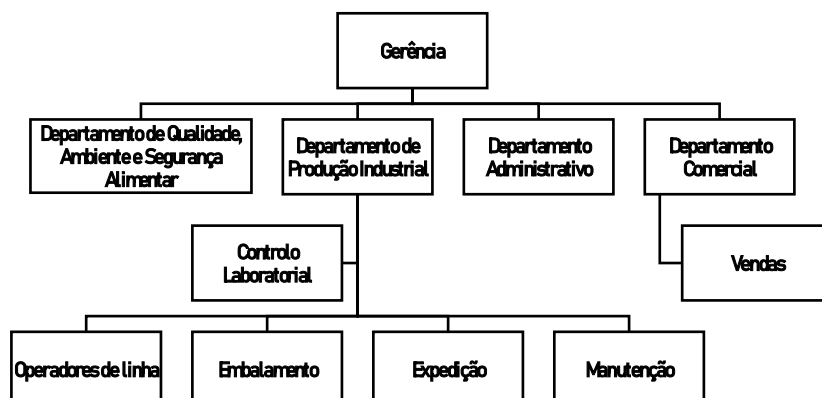 Gerência
Departamento de Qualidade,
Ambiente e Segurança
Alimentar
Departamento de
Produção Industrial
Departamento
Administrativo
Departamento
Comercial
Controlo
Laboratorial
Vendas
Operadores de linha
Embalamento
Expedição
Manutenção